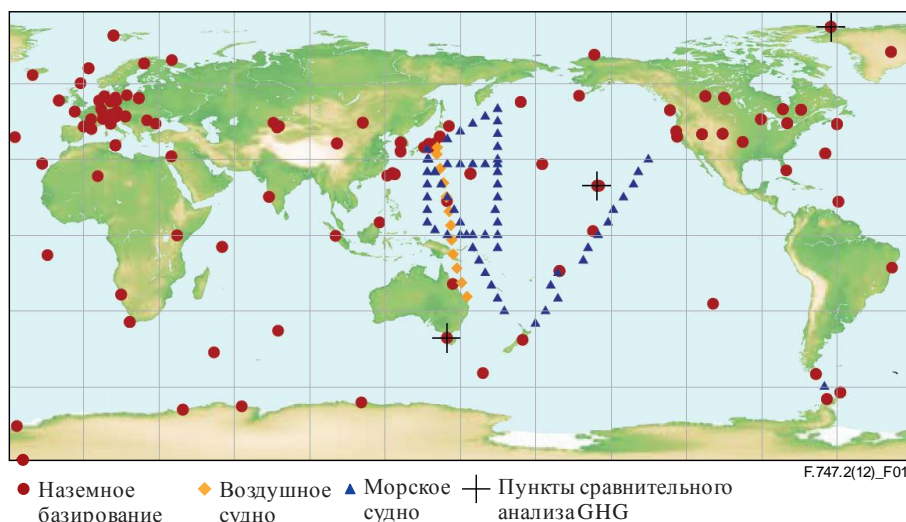 F.747.2(12)_F01
Наземное базирование
Воздушное судно
Морское судно
Пункты сравнительного анализа GHG